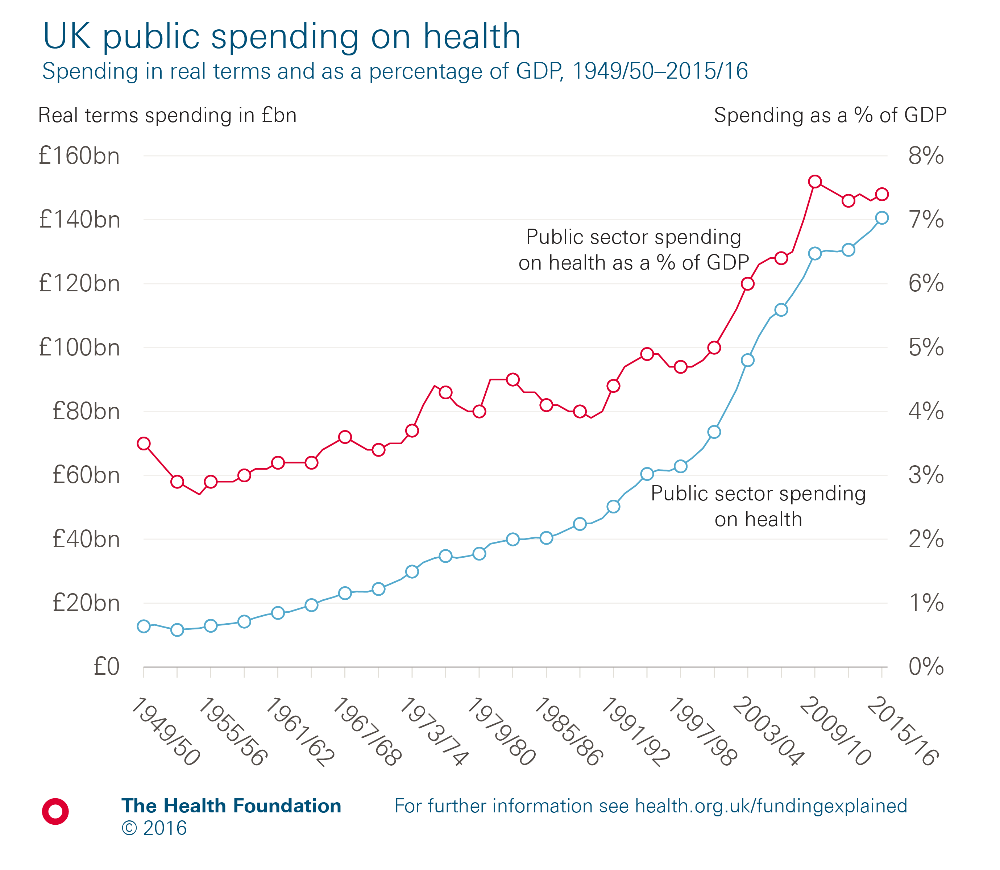 UK public spending on health
Spending in real terms and as a percentage of GDP, 1949/50–2015/16
Real terms spending in £bn
Spending as a % of GDP
£160bn
8%
£140bn
7%
Public sector spending
on health as a % of GDP
£120bn
6%
£100bn
5%
£80bn
4%
£60bn
3%
Public sector spending
on health
£40bn
2%
£20bn
1%
£0
0%
1949/50
1955/56
1961/62
1967/68
1973/74
1979/80
1985/86
1991/92
1997/98
2003/04
2009/10
2015/16
The Health Foundation
© 2016
For further information see health.org.uk/fundingexplained